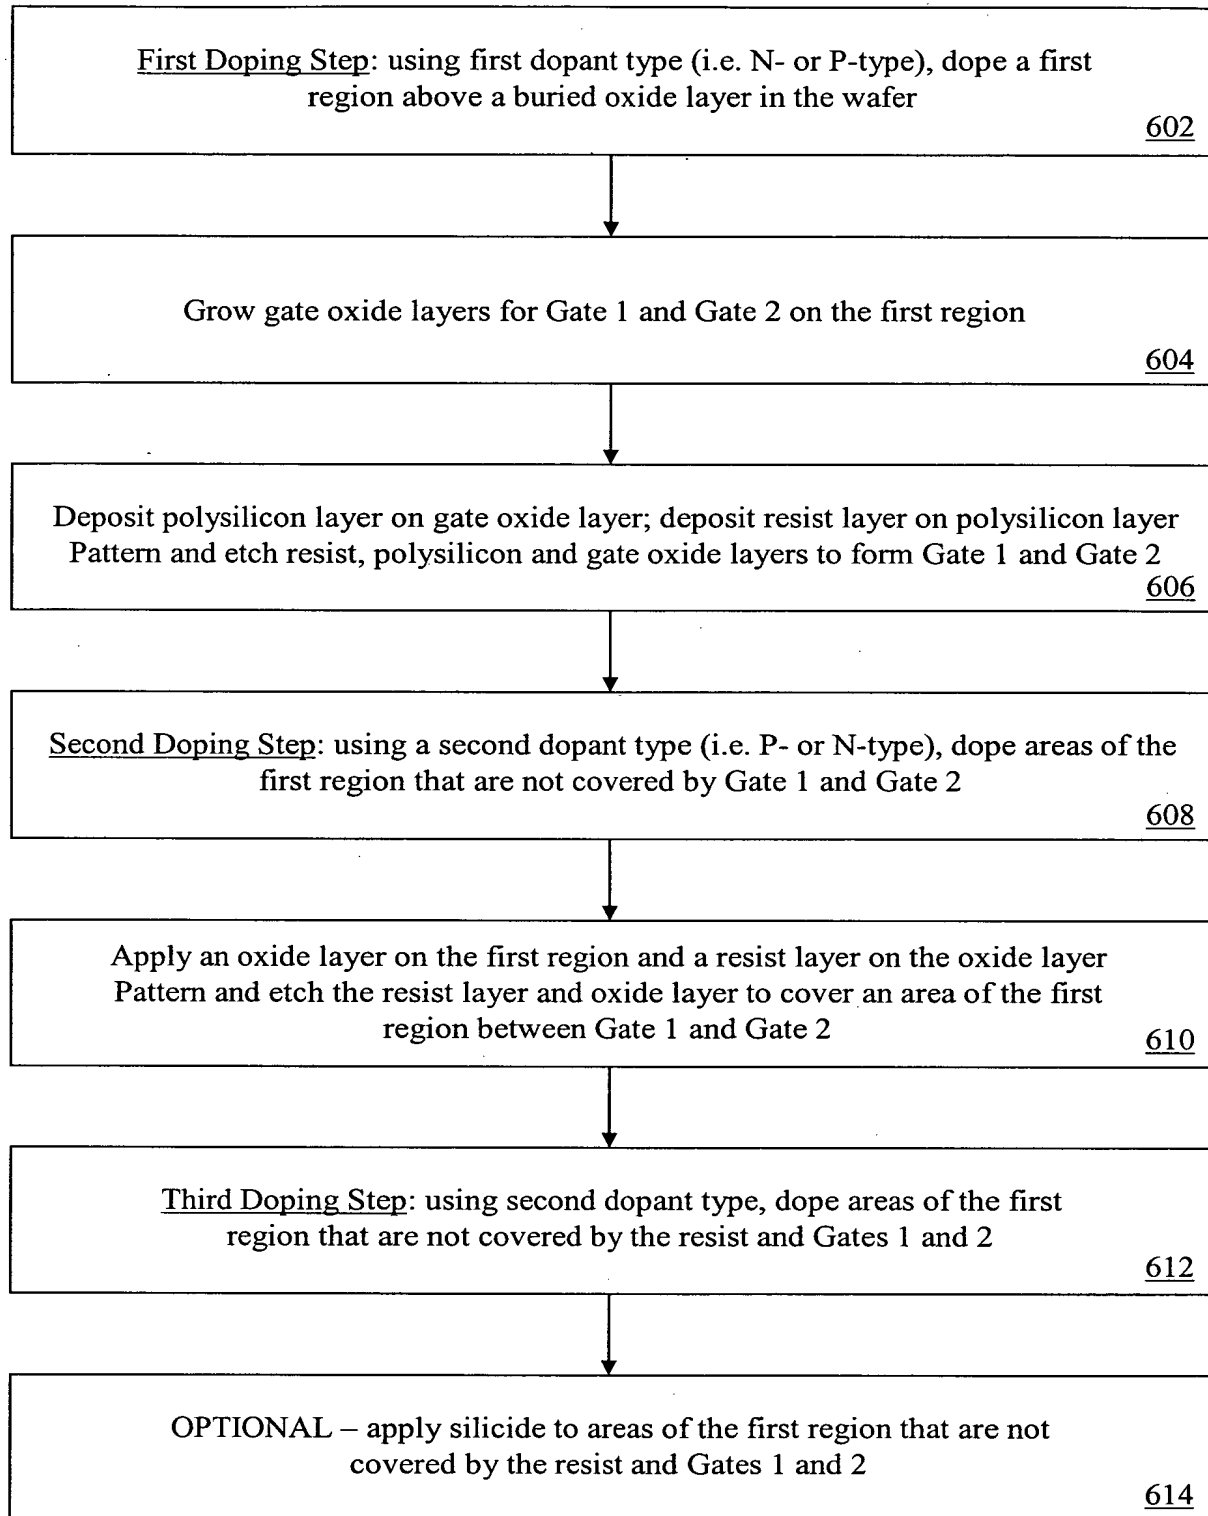 First Doping Step: using first dopant type (i.e. N- or P-type), dope a first
region above a buried oxide layer in the wafer
602
Grow gate oxide layers for Gate 1 and Gate 2 on the first region
604
Deposit polysilicon layer on gate oxide layer; deposit resist layer on polysilicon layer
Pattern and etch resist, polysilicon and gate oxide layers to form Gate 1 and Gate 2
606
Second Doping Step: using a second dopant type (i.e. P- or N-type), dope areas of the
first region that are not covered by Gate 1 and Gate 2
608
Apply an oxide layer on the first region and a resist layer on the oxide layer
Pattern and etch the resist layer and oxide layer to cover an area of the first
region between Gate 1 and Gate 2
610
Third Doping Step: using second dopant type, dope areas of the first
region that are not covered by the resist and Gates 1 and 2
612
OPTIONAL – apply silicide to areas of the first region that are not
covered by the resist and Gates 1 and 2
614